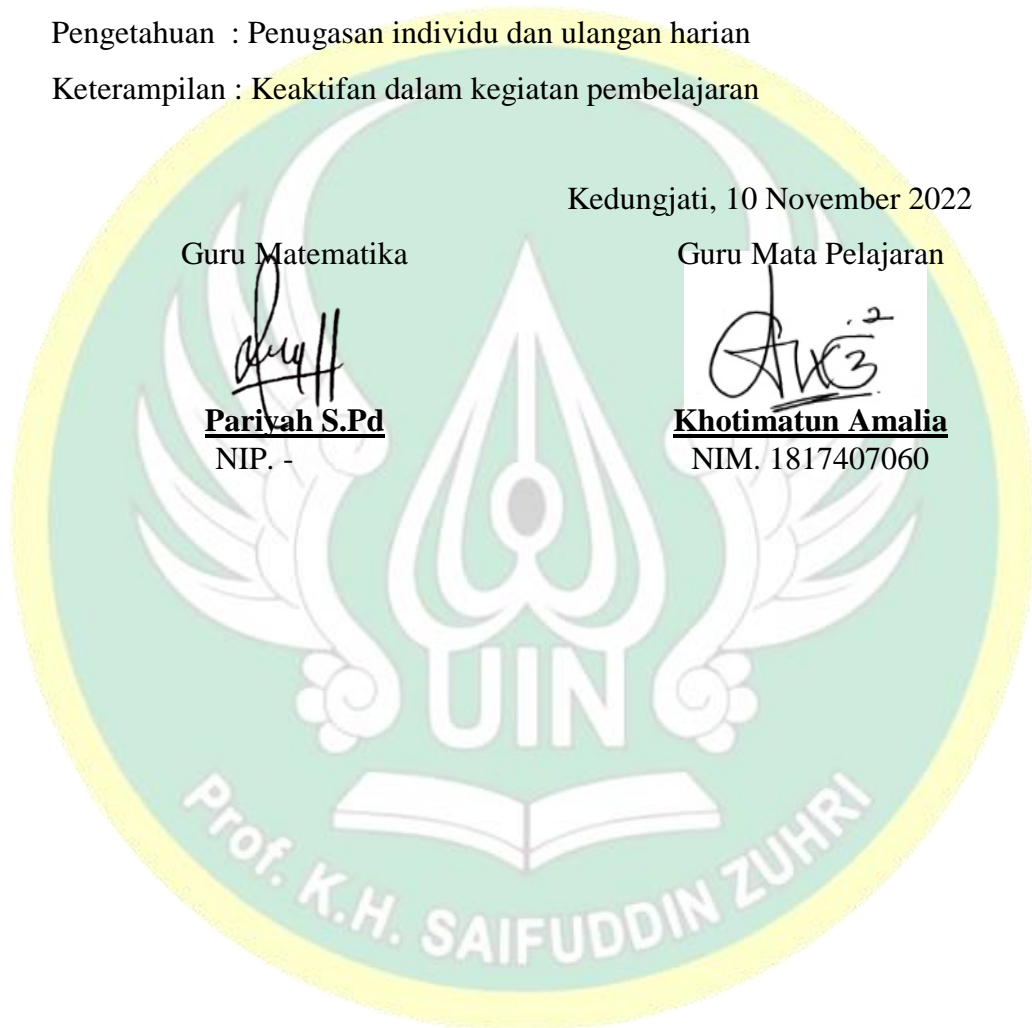 Pengetahuan : Penugasan individu dan ulangan harian
Keterampilan : Keaktifan dalam kegiatan pembelajaran
Kedungjati, 10 November 2022
Guru Matematika Guru Mata Pelajaran
Pariyah S.Pd Khotimatun Amalia
NIP. - NIM. 1817407060
UIN
Prof. K.H. SAIFUDDIN ZUHRI